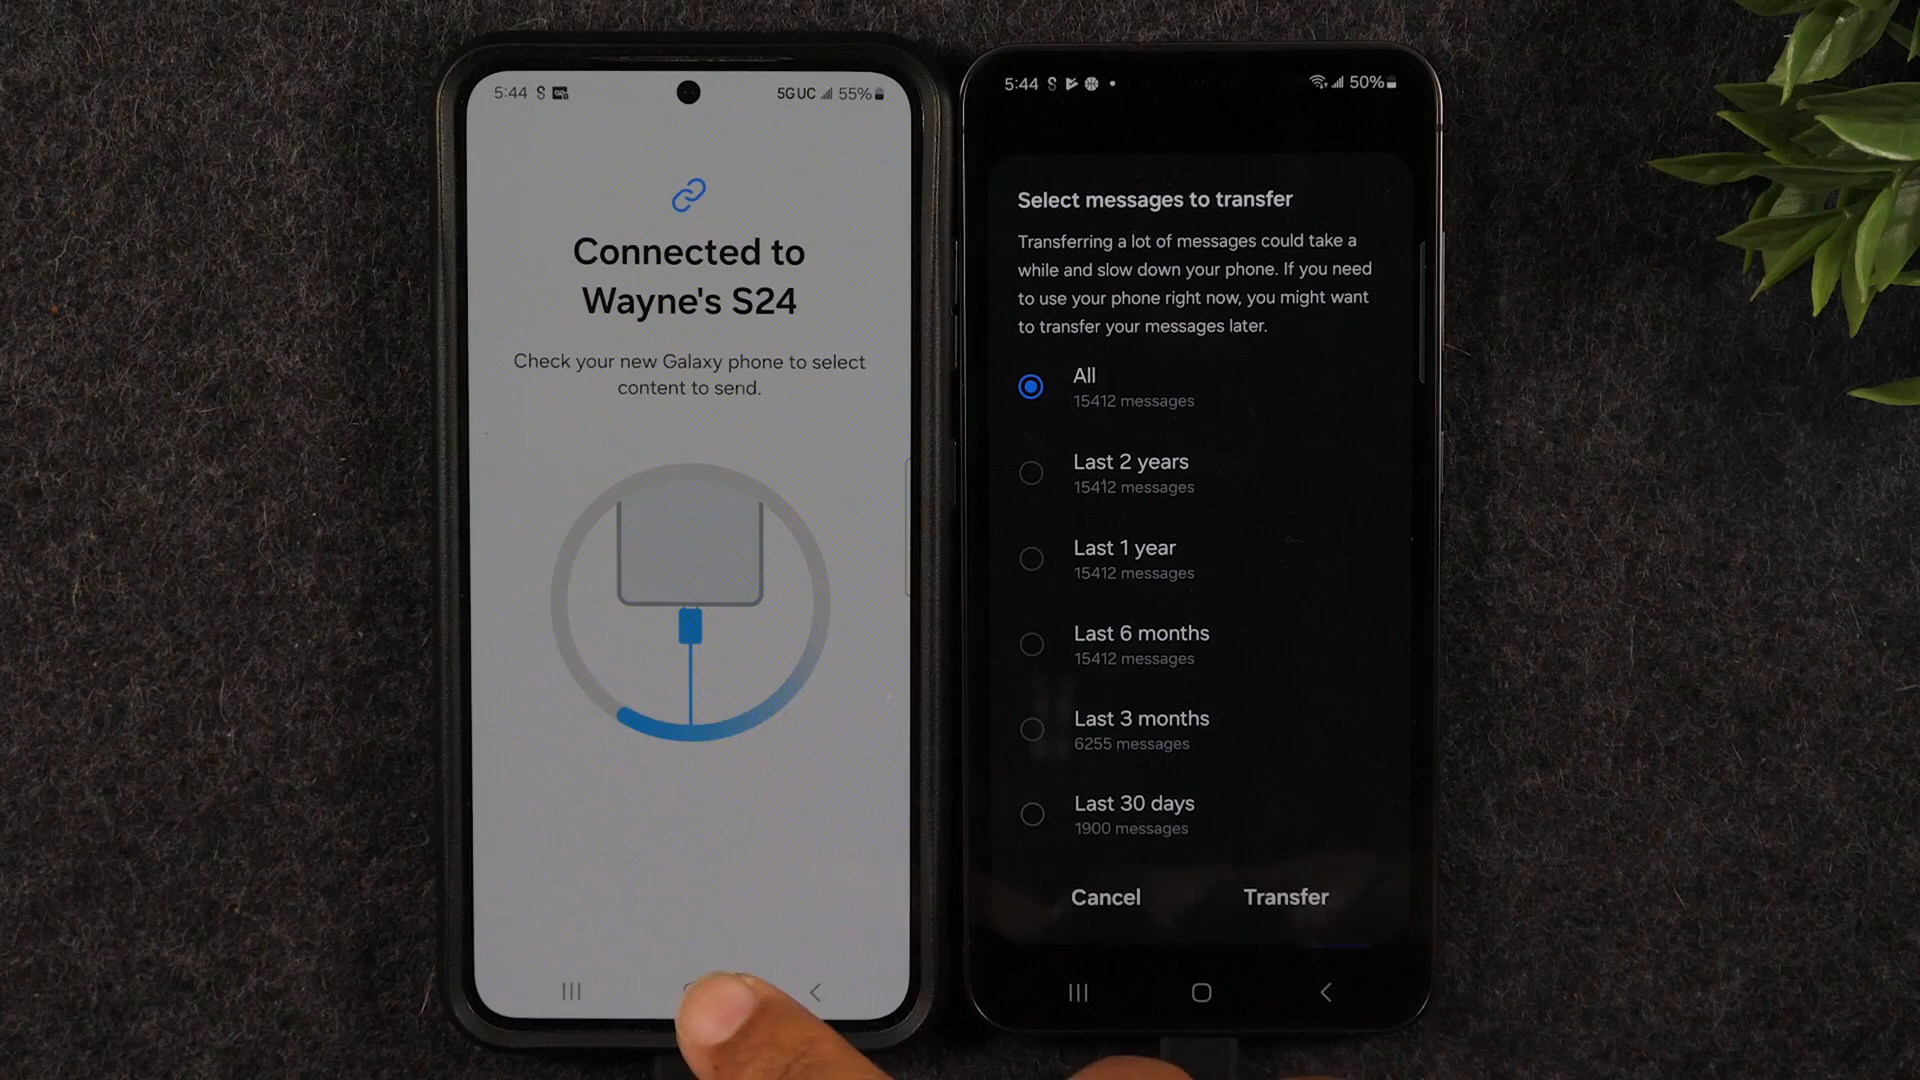 5:44
5G UC 55%
Connected to
Wayne's S24
Check your new Galaxy phone to select
content to send.
5:44
50%
Select messages to transfer
Transferring a lot of messages could take a
while and slow down your phone. If you need
to use your phone right now, you might want
to transfer your messages later.
All
15412 messages
Last 2 years
15412 messages
Last 1 year
15412 messages
Last 6 months
15412 messages
Last 3 months
6255 messages
Last 30 days
1900 messages
Cancel Transfer